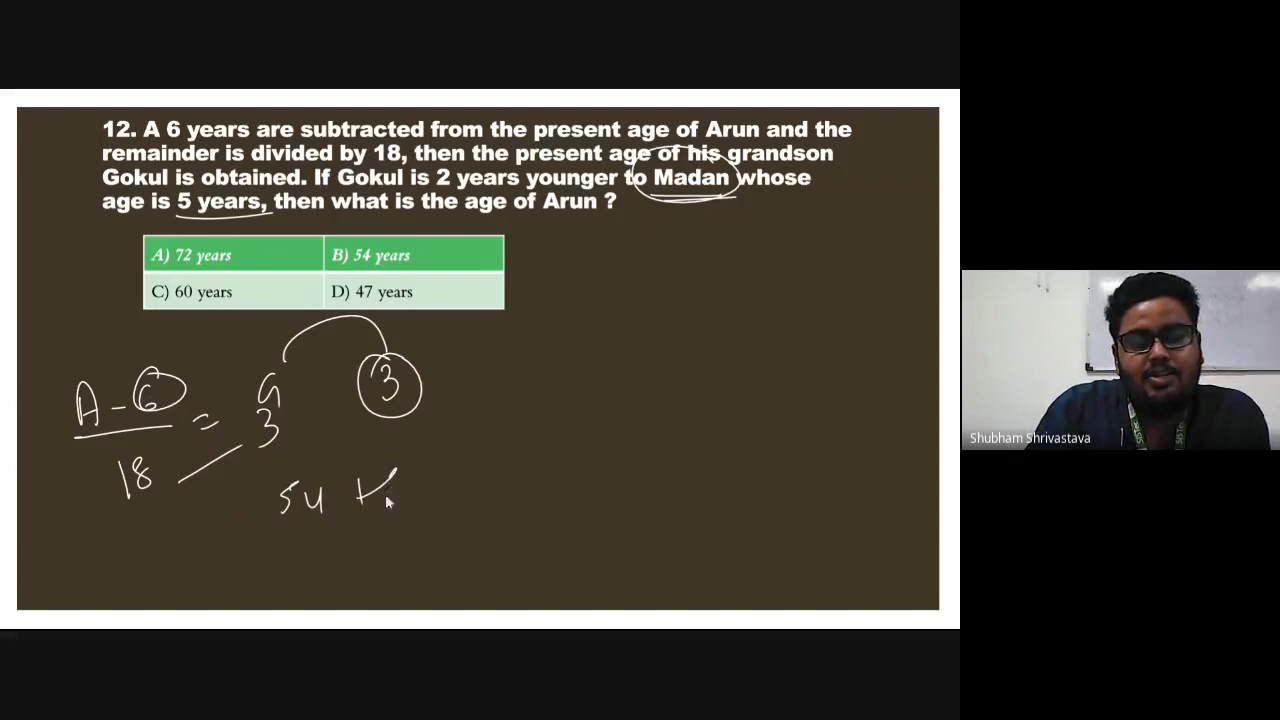 12. A 6 years are subtracted from the present age of Arun and the
remainder is divided by 18, then the present age of his grandson
Gokul is obtained. If Gokul is 2 years younger to Madan whose
age is 5 years, then what is the age of Arun ?
A) 72 years B) 54 years
C) 60 years D) 47 years
A - 6 = G 3
18 3
54 +
Shubham Shrivastava